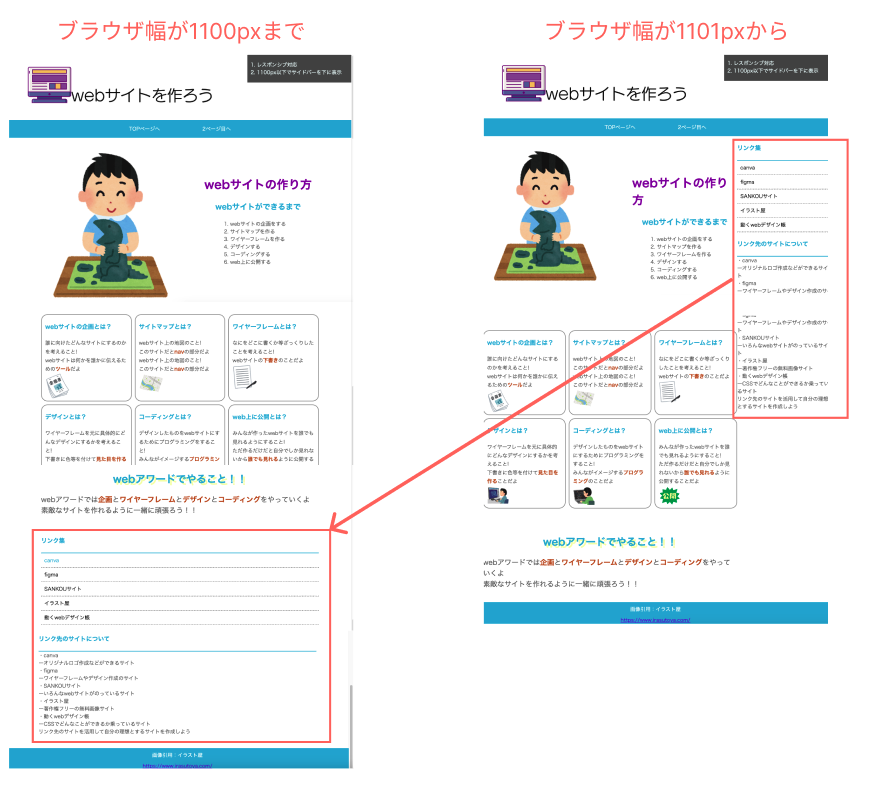 ブラウザ幅が1100pxまで
1. レスポンシブ対応
2. 1100px以下でサイドバーを下に表示
webサイトを作ろう
TOPページへ
2ページ目へ
webサイトの作り方
webサイトができるまで
1. webサイトの企画をする
2. サイトマップを作る
3. ワイヤーフレームを作る
4. デザインする
5. コーディングする
6. web上に公開する
webサイトの企画とは？
誰に向けたどんなサイトにするのか
を考えること!
webサイトは何かを誰かに伝えるた
めのツールだよ
サイトマップとは？
webサイト上の地図のこと!
このサイトだとnavの部分だよ
webサイト上の地図のこと!
このサイトだとnavの部分だよ
ワイヤーフレームとは？
なにをどこに書くか等ざっくりした
ことを考えること!
webサイトの下書きのことだよ
デザインとは？
ワイヤーフレームを元に具体的にど
んなデザインにするかを考えるこ
と!
下書きに色等を付けて見た目を作る
コーディングとは？
デザインしたものをwebサイトにす
るためにプログラミングをするこ
と!
みんながイメージするプログラミン
web上に公開とは？
みんなが作ったwebサイトを誰でも
見れるようにすること!
ただ作るだけだと自分でしか見れな
いから誰でも見れるように公開する
webアワードでやること！！
webアワードでは企画とワイヤーフレームとデザインとコーディングをやっていくよ
素敵なサイトを作れるように一緒に頑張ろう！！
リンク集
canva
figma
SANKOUサイト
イラスト屋
動くwebデザイン帳
リンク先のサイトについて
・canva
ーオリジナルロゴ作成などができるサイト
・figma
ーワイヤーフレームやデザイン作成のサイト
・SANKOUサイト
ーいろんなwebサイトがのっているサイト
・イラスト屋
ー著作権フリーの無料画像サイト
・動くwebデザイン帳
ーCSSでどんなことができるか乗っているサイト
リンク先のサイトを活用して自分の理想とするサイトを作成しよう
画像引用：イラスト屋
https://www.irasutoya.com/
ブラウザ幅が1101pxから
1. レスポンシブ対応
2. 1100px以下でサイドバーを下に表示
webサイトを作ろう
TOPページへ
2ページ目へ
webサイトの作り
方
webサイトができるまで
1. webサイトの企画をする
2. サイトマップを作る
3. ワイヤーフレームを作る
4. デザインする
5. コーディングする
6. web上に公開する
リンク集
canva
figma
SANKOUサイト
イラスト屋
動くwebデザイン帳
リンク先のサイトについて
・canva
ーオリジナルロゴ作成などができるサイ
ト
・figma
ーワイヤーフレームやデザイン作成のサ
・figma
ーワイヤーフレームやデザイン作成のサ
ト
・SANKOUサイト
ーいろんなwebサイトがのっているサイ
ト
・イラスト屋
ー著作権フリーの無料画像サイト
・動くwebデザイン帳
ーCSSでどんなことができるか乗ってい
るサイト
リンク先のサイトを活用して自分の理想
とするサイトを作成しよう
webサイトの企画とは？
誰に向けたどんなサイトにする
のかを考えること!
webサイトは何かを誰かに伝え
るためのツールだよ
サイトマップとは？
webサイト上の地図のこと!
このサイトだとnavの部分だよ
webサイト上の地図のこと!
このサイトだとnavの部分だよ
ワイヤーフレームとは？
なにをどこに書くか等ざっくり
したことを考えること!
webサイトの下書きのことだよ
デザインとは？
ワイヤーフレームを元に具体的
にどんなデザインにするかを考
えること!
下書きに色等を付けて見た目を
作ることだよ
コーディングとは？
デザインしたものをwebサイト
にするためにプログラミングを
すること!
みんながイメージするプログラ
ミングのことだよ
web上に公開とは？
みんなが作ったwebサイトを誰
でも見れるようにすること!
ただ作るだけだと自分でしか見
れないから誰でも見れるように
公開することだよ
公開
webアワードでやること！！
webアワードでは企画とワイヤーフレームとデザインとコーディングをやって
いくよ
素敵なサイトを作れるように一緒に頑張ろう！！
画像引用：イラスト屋
https://www.irasutoya.com/